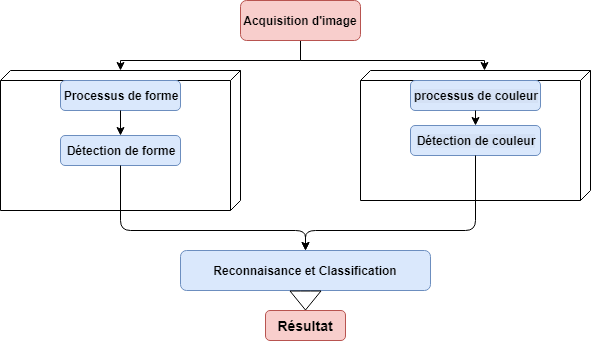 Acquisition d'image
Processus de forme
processus de couleur
Détection de forme
Détection de couleur
Reconnaisance et Classification
Résultat